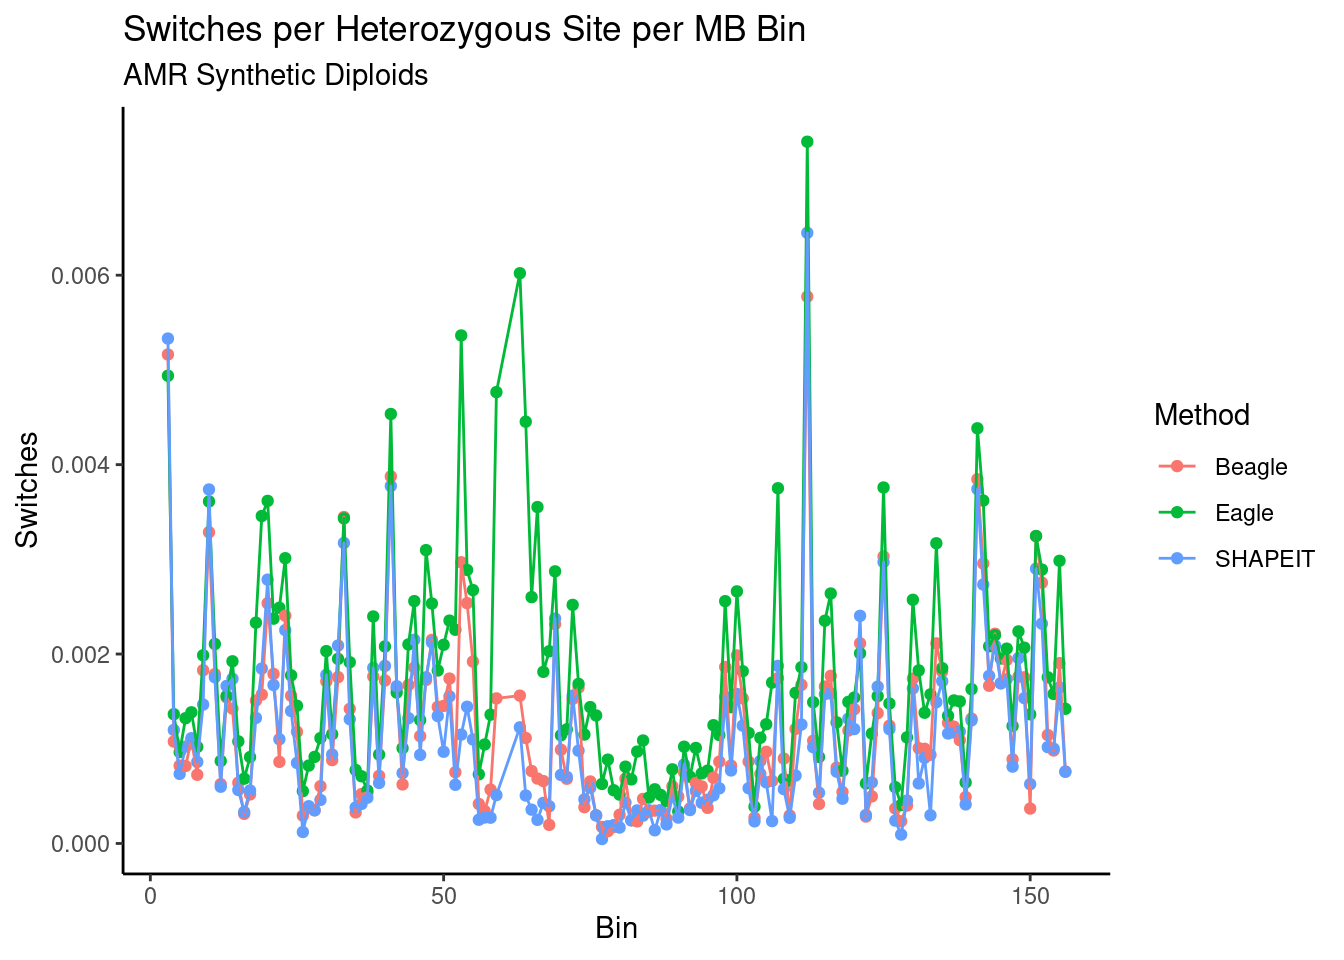 Switches per Heterozygous Site per MB Bin
AMR Synthetic Diploids
Switches
0.006
0.004
0.002
0.000
0
50
100
150
Bin
Method
Beagle
Eagle
SHAPEIT